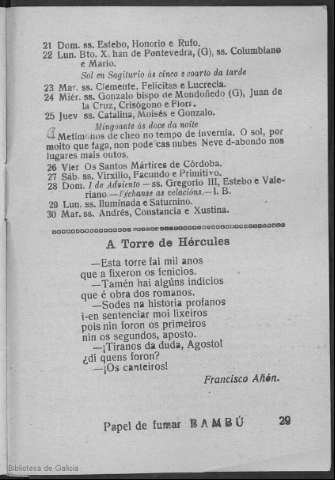 21 Dom. ss. Estebo, Honorio e Rufo.
22 Lun. Bto. X. han de Pontevedra, (G), ss. Columbiano
e Mario.
Sol en Sagiturio ás cinco e cuarto da tarde
23 Mar. ss. Clemente, Felicitas e Lucrecia.
24 Miér. ss. Gonzalo bispo de Mondoñedo (G), Juan de
la Cruz, Crisógono e Flora.
25 Juev ss. Catalina, Moisés e Gonzalo.
Minguante ás doce da noite
Metímonos de cheo no tempo de invernia. O sol, por
moito que faga, non pode cas nubes Neve d-abondo nos
lugares mais outos.
26 Vier Os Santos Mártires de Córdoba.
27 Sáb. ss. Virxilio, Facundo e Primitivo.
28 Dom. I de Adviento — ss. Gregorio III, Estebo e Vale-
riano.—Féchanse as velacións.—I. B.
29 Lun. ss. Iluminada e Saturnino.
30 Mar. ss. Andrés, Constancia e Xustina.
A Torre de Hércules
—Esta torre fai mil anos
que a fixeron os fenicios.
—Tamén hai algúns indicios
que é obra dos romanos.
—Sodes na historia profanos
i-en sentenciar moi lixeiros
pois nin foron os primeiros
nin os segundos, aposto.
—¡Tiranos da duda, Agosto!
¿di quens foron?
—¡Os canteiros!
Francisco Añón.
Papel de fumar BAMBÚ 29
Biblioteca de Galicia